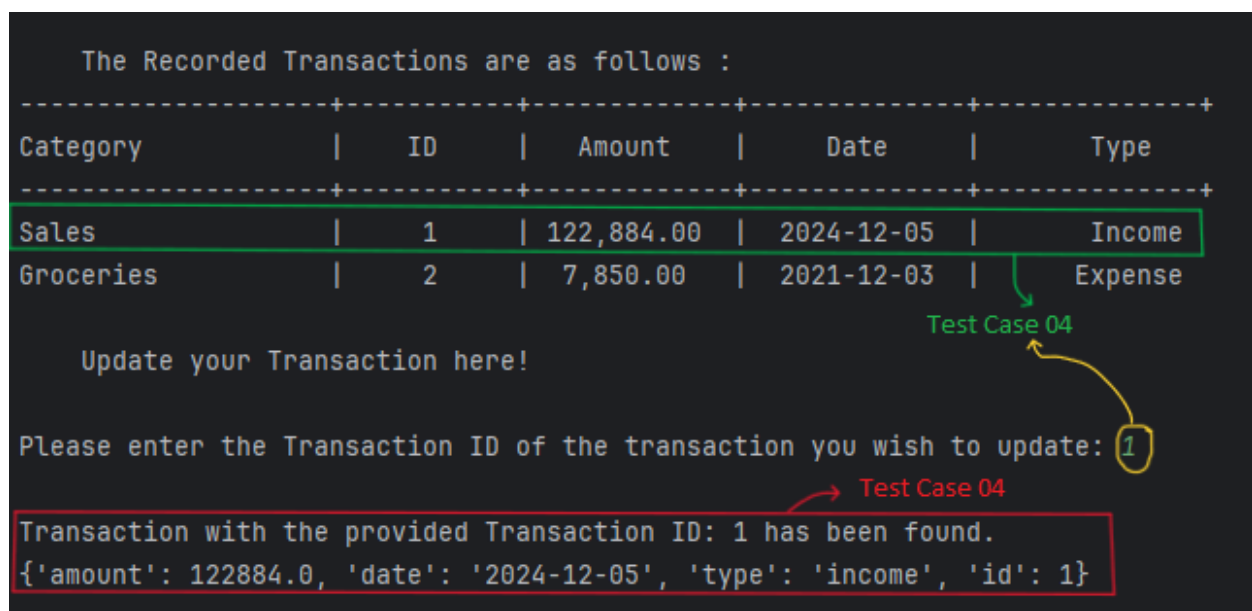 The Recorded Transactions are as follows :
--------------------+------------+-------------+--------------+--------------+
Category | ID | Amount | Date | Type
--------------------+------------+-------------+--------------+--------------+
Sales | 1 | 122,884.00 | 2024-12-05 | Income
Groceries | 2 | 7,850.00 | 2021-12-03 | Expense
Test Case 04
Update your Transaction here!
Please enter the Transaction ID of the transaction you wish to update: 1
Test Case 04
Transaction with the provided Transaction ID: 1 has been found.
{'amount': 122884.0, 'date': '2024-12-05', 'type': 'income', 'id': 1}